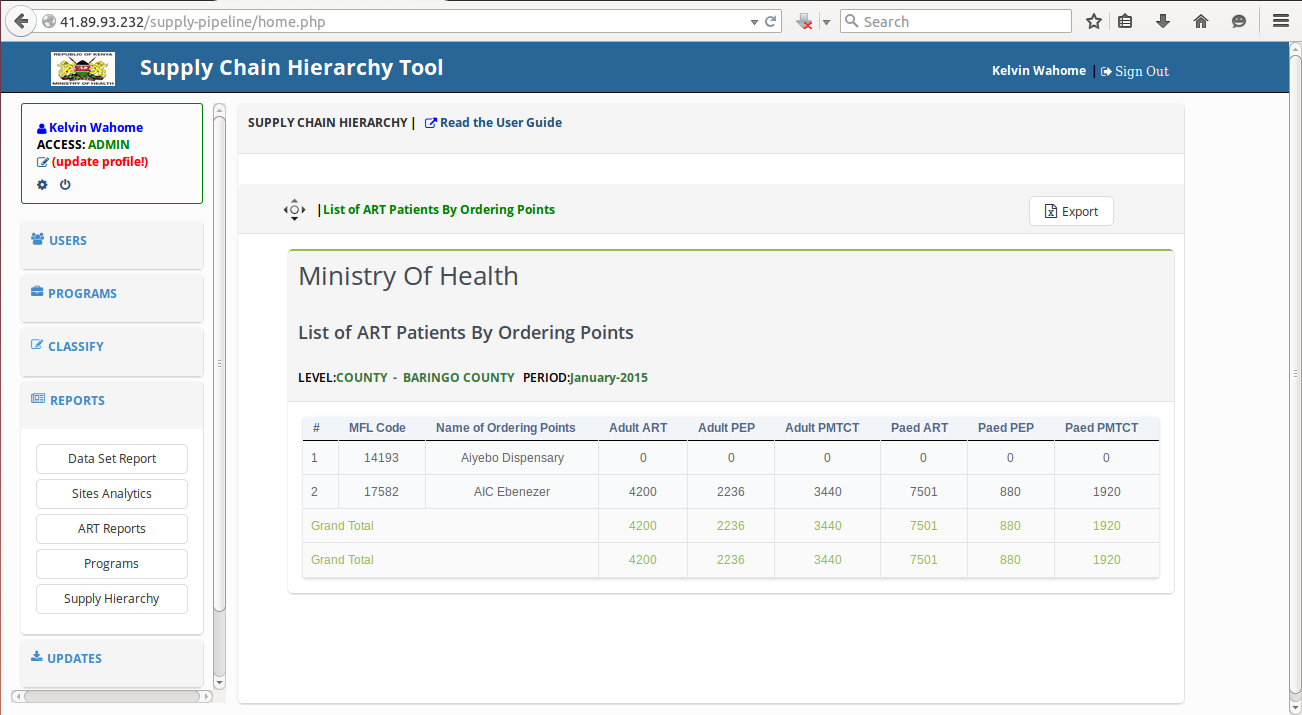 41.89.93.232/supply-pipeline/home.php
Search
REPUBLIC OF KENYA
MINISTRY OF HEALTH
Supply Chain Hierarchy Tool
Kelvin Wahome | Sign Out
Kelvin Wahome
ACCESS: ADMIN
(update profile!)
USERS
PROGRAMS
CLASSIFY
REPORTS
Data Set Report
Sites Analytics
ART Reports
Programs
Supply Hierarchy
UPDATES
SUPPLY CHAIN HIERARCHY | Read the User Guide
|List of ART Patients By Ordering Points
Export
Ministry Of Health
List of ART Patients By Ordering Points
LEVEL:COUNTY - BARINGO COUNTY PERIOD:January-2015
# MFL Code Name of Ordering Points Adult ART Adult PEP Adult PMTCT Paed ART Paed PEP Paed PMTCT
1 14193 Aiyebo Dispensary 0 0 0 0 0 0
2 17582 AIC Ebenezer 4200 2236 3440 7501 880 1920
Grand Total 4200 2236 3440 7501 880 1920
Grand Total 4200 2236 3440 7501 880 1920